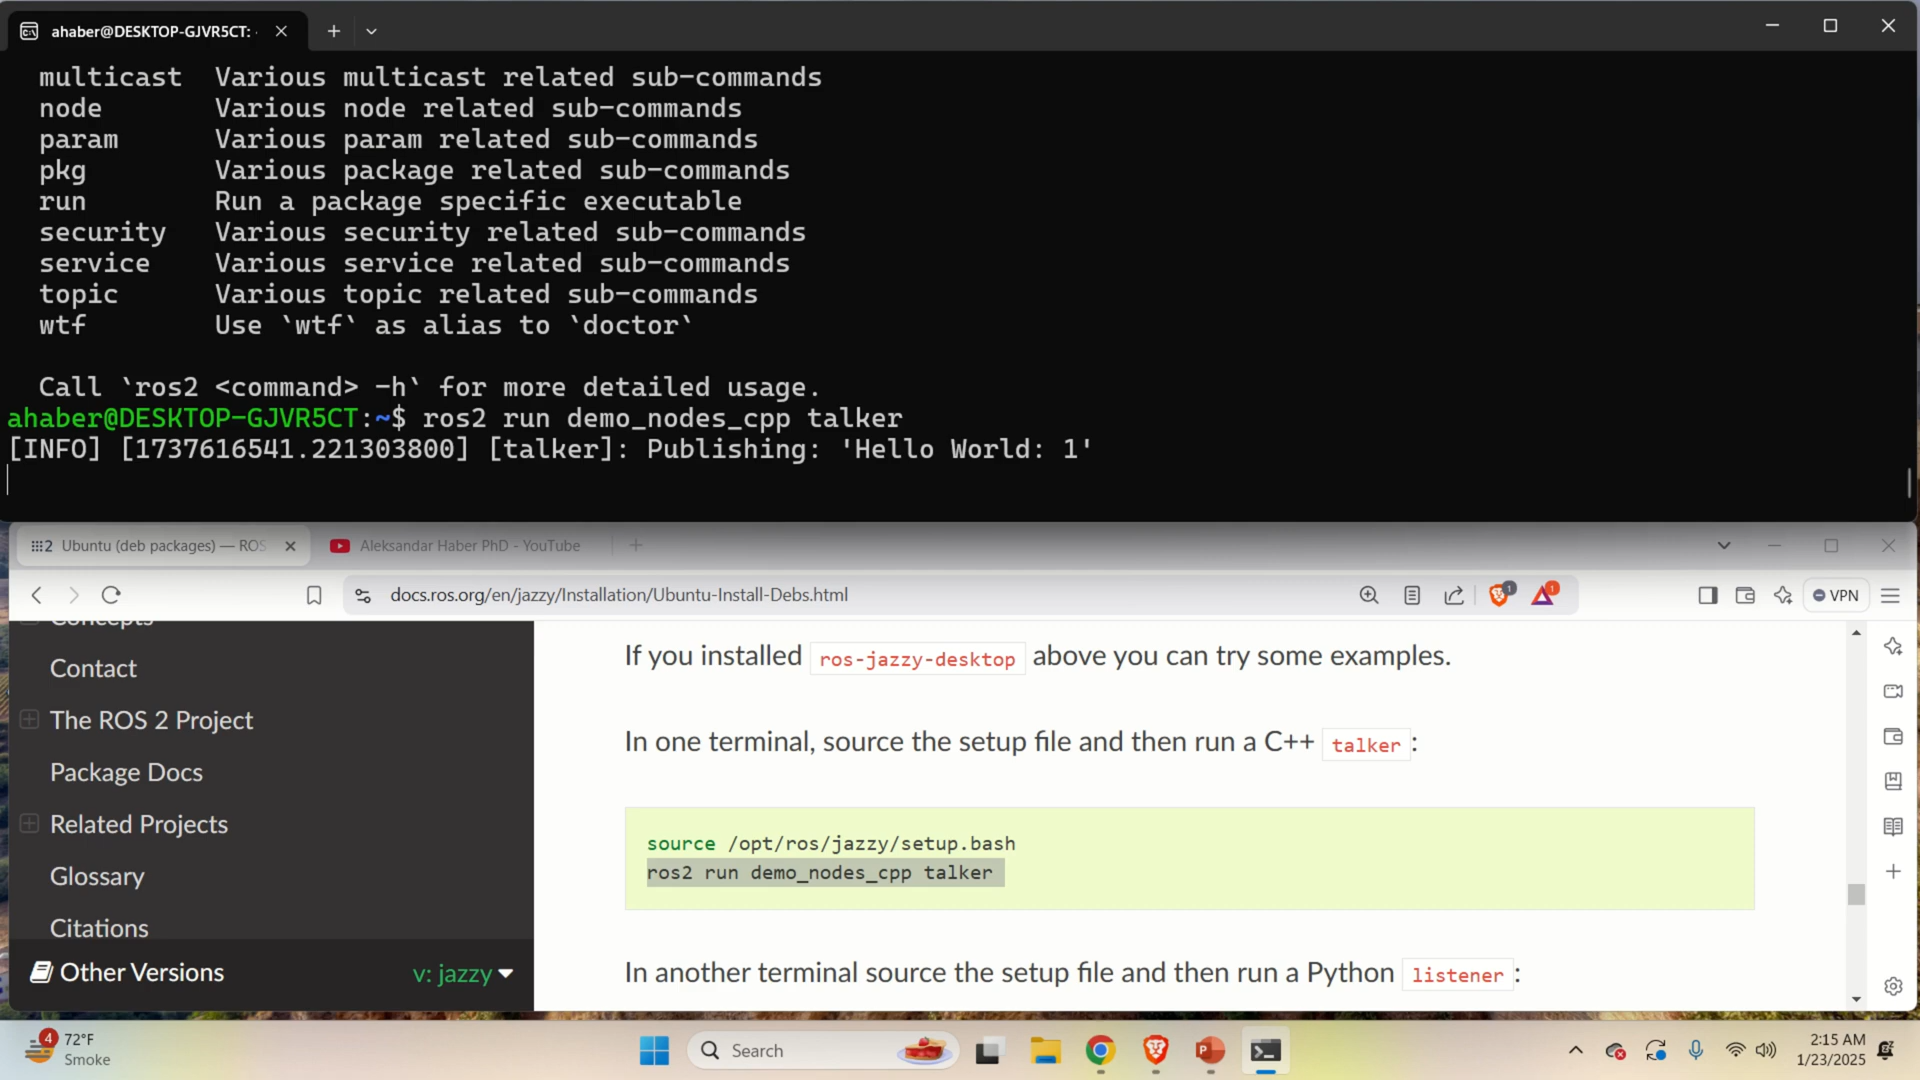 ahaber@DESKTOP-GJVR5CT:
multicast Various multicast related sub-commands
node Various node related sub-commands
param Various param related sub-commands
pkg Various package related sub-commands
run Run a package specific executable
security Various security related sub-commands
service Various service related sub-commands
topic Various topic related sub-commands
wtf Use `wtf` as alias to `doctor`
Call `ros2 <command> -h` for more detailed usage.
ahaber@DESKTOP-GJVR5CT:~$ ros2 run demo_nodes_cpp talker
[INFO] [1737616541.221303800] [talker]: Publishing: 'Hello World: 1'
Ubuntu (deb packages) — ROS
Aleksandar Haber PhD - YouTube
docs.ros.org/en/jazzy/Installation/Ubuntu-Install-Debs.html
1
1
VPN
Concepts
Contact
The ROS 2 Project
Package Docs
Related Projects
Glossary
Citations
Other Versions
v: jazzy
If you installed ros-jazzy-desktop above you can try some examples.
In one terminal, source the setup file and then run a C++ talker:
source /opt/ros/jazzy/setup.bash
ros2 run demo_nodes_cpp talker
In another terminal source the setup file and then run a Python listener:
4
72°F
Smoke
Search
2:15 AM
1/23/2025